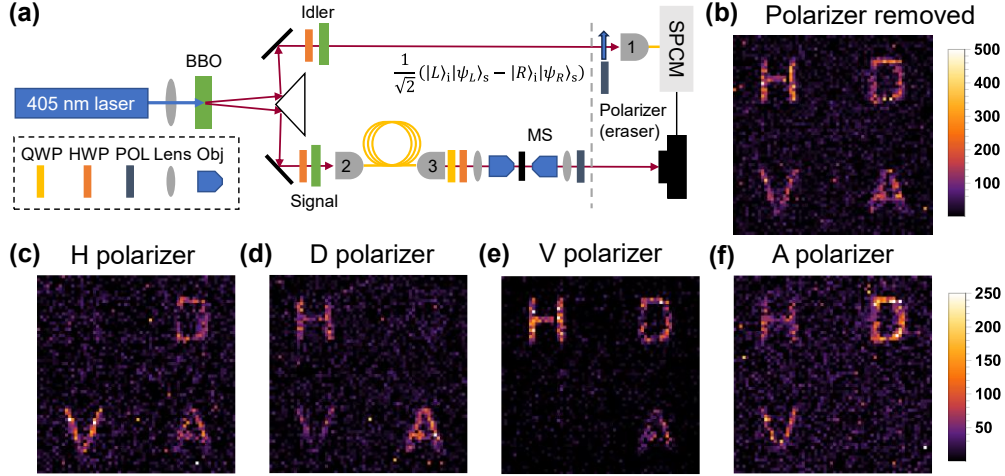 (a)
Idler
BBO
405 nm laser
1/√2 (|L⟩ᵢ|ψ_L⟩ₛ − |R⟩ᵢ|ψ_R⟩ₛ)
1
SPCM
Polarizer
(eraser)
QWP HWP POL Lens Obj
Signal
2
3
MS
(b) Polarizer removed
H D
V A
500
400
300
200
100
(c) H polarizer
D
V A
(d) D polarizer
H
V A
(e) V polarizer
H D
A
(f) A polarizer
H D
V
250
200
150
100
50